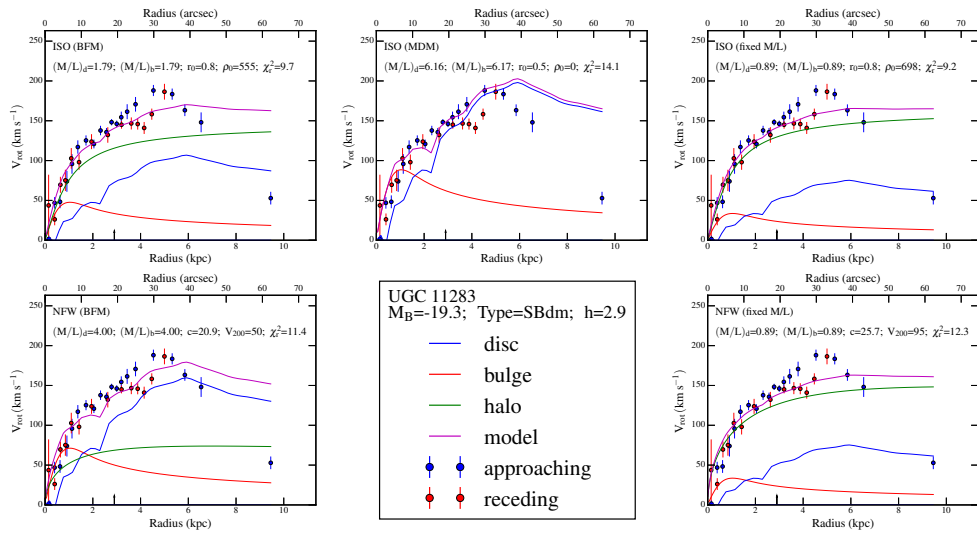 Radius (arcsec) Radius (arcsec) Radius (arcsec)
0 10 20 30 40 50 60 70 0 10 20 30 40 50 60 70 0 10 20 30 40 50 60 70
ISO (BFM) ISO (MDM) ISO (fixed M/L)
(M/L)d=1.79; (M/L)b=1.79; r0=0.8; ρ0=555; χr²=9.7 (M/L)d=6.16; (M/L)b=6.17; r0=0.5; ρ0=0; χr²=14.1 (M/L)d=0.89; (M/L)b=0.89; r0=0.8; ρ0=698; χr²=9.2
250 250 250
200 200 200
150 150 150
100 100 100
50 50 50
0 0 0
Vrot(km s⁻¹) Vrot(km s⁻¹) Vrot(km s⁻¹)
0 2 4 6 8 10 0 2 4 6 8 10 0 2 4 6 8 10
Radius (kpc) Radius (kpc) Radius (kpc)
Radius (arcsec) Radius (arcsec)
0 10 20 30 40 50 60 70 0 10 20 30 40 50 60 70
NFW (BFM) NFW (fixed M/L)
(M/L)d=4.00; (M/L)b=4.00; c=20.9; V200=50; χr²=11.4 (M/L)d=0.89; (M/L)b=0.89; c=25.7; V200=95; χr²=12.3
250 250
200 200
150 150
100 100
50 50
0 0
Vrot(km s⁻¹) Vrot(km s⁻¹)
0 2 4 6 8 10 0 2 4 6 8 10
Radius (kpc) Radius (kpc)
UGC 11283
MB=-19.3; Type=SBdm; h=2.9
disc
bulge
halo
model
approaching
receding